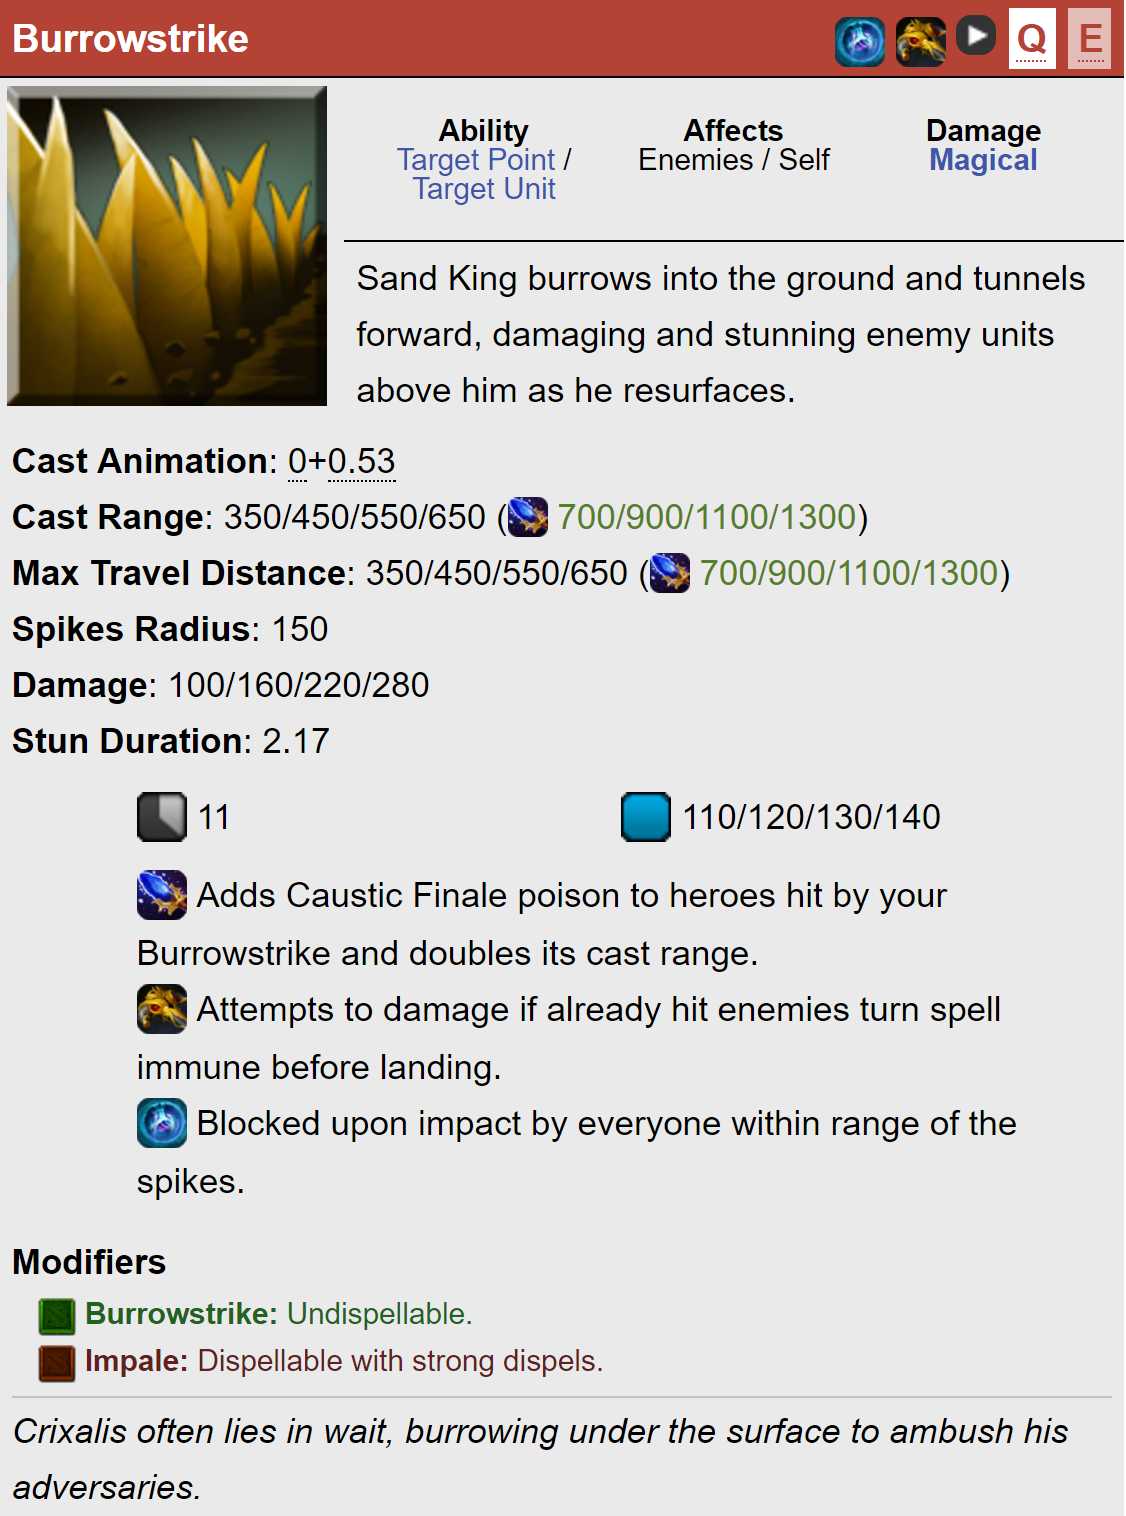 Burrowstrike Q E
Ability Affects Damage
Target Point / Enemies / Self Magical
Target Unit
Sand King burrows into the ground and tunnels
forward, damaging and stunning enemy units
above him as he resurfaces.
Cast Animation: 0+0.53
Cast Range: 350/450/550/650 ( 700/900/1100/1300)
Max Travel Distance: 350/450/550/650 ( 700/900/1100/1300)
Spikes Radius: 150
Damage: 100/160/220/280
Stun Duration: 2.17
11 110/120/130/140
Adds Caustic Finale poison to heroes hit by your
Burrowstrike and doubles its cast range.
Attempts to damage if already hit enemies turn spell
immune before landing.
Blocked upon impact by everyone within range of the
spikes.
Modifiers
Burrowstrike: Undispellable.
Impale: Dispellable with strong dispels.
Crixalis often lies in wait, burrowing under the surface to ambush his
adversaries.